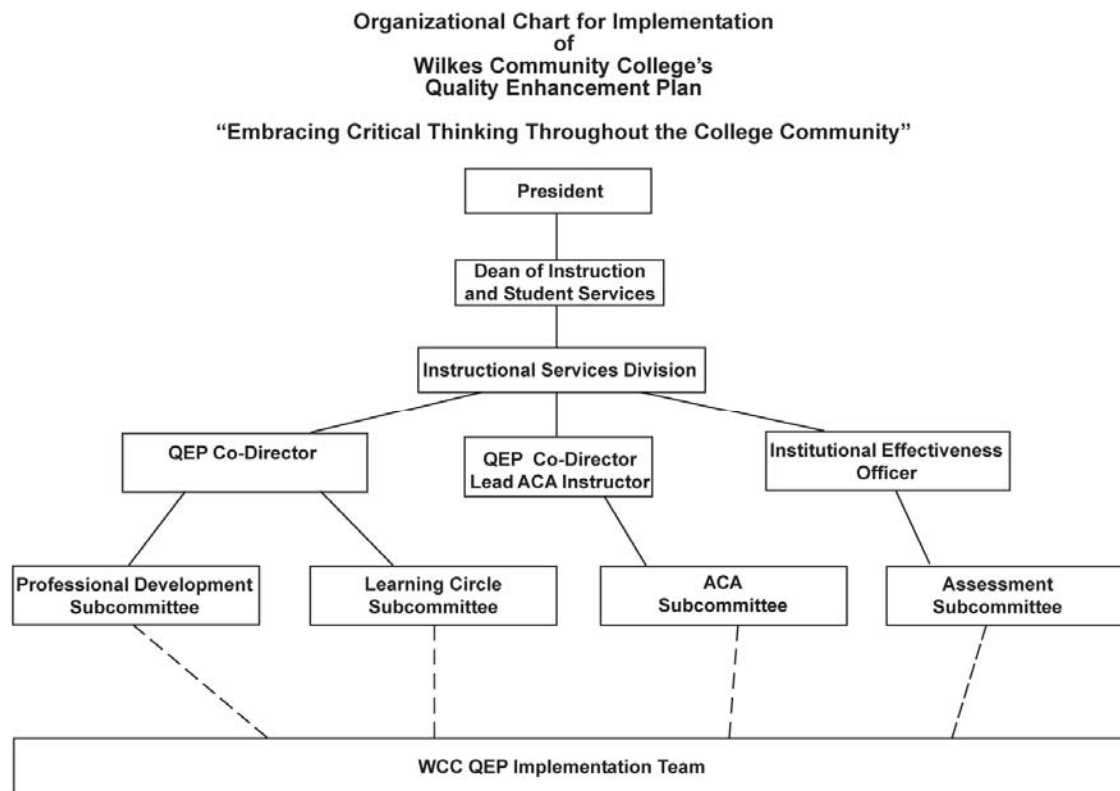 Organizational Chart for Implementation
of
Wilkes Community College's
Quality Enhancement Plan
“Embracing Critical Thinking Throughout the College Community”
President
Dean of Instruction
and Student Services
Instructional Services Division
QEP Co-Director
QEP Co-Director
Lead ACA Instructor
Institutional Effectiveness
Officer
Professional Development
Subcommittee
Learning Circle
Subcommittee
ACA
Subcommittee
Assessment
Subcommittee
WCC QEP Implementation Team